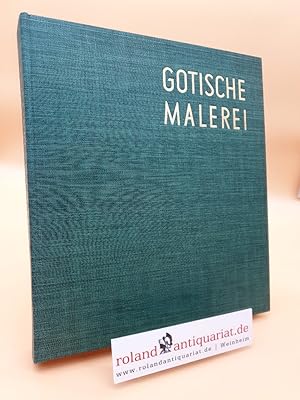 GOTISCHE
MALEREI
roland antiquariat.de
www.rolandantiquariat.de | Weinheim